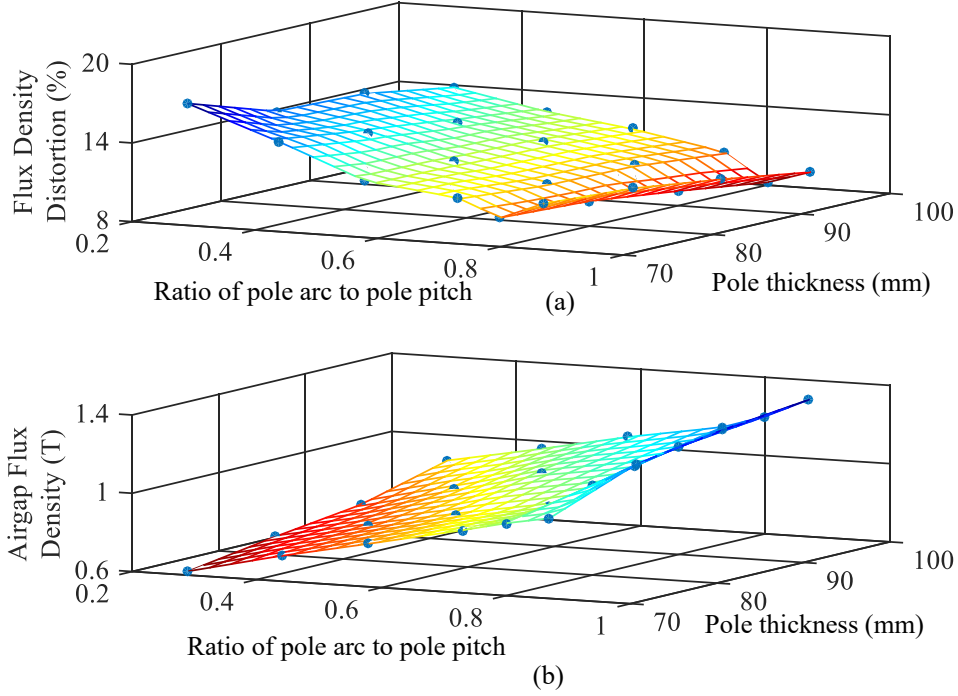 20
14
8
Flux Density
Distortion (%)
0.2
0.4
0.6
0.8
1
Ratio of pole arc to pole pitch
70
80
90
100
Pole thickness (mm)
(a)
1.4
1
0.6
Airgap Flux
Density (T)
0.2
0.4
0.6
0.8
1
Ratio of pole arc to pole pitch
70
80
90
100
Pole thickness (mm)
(b)